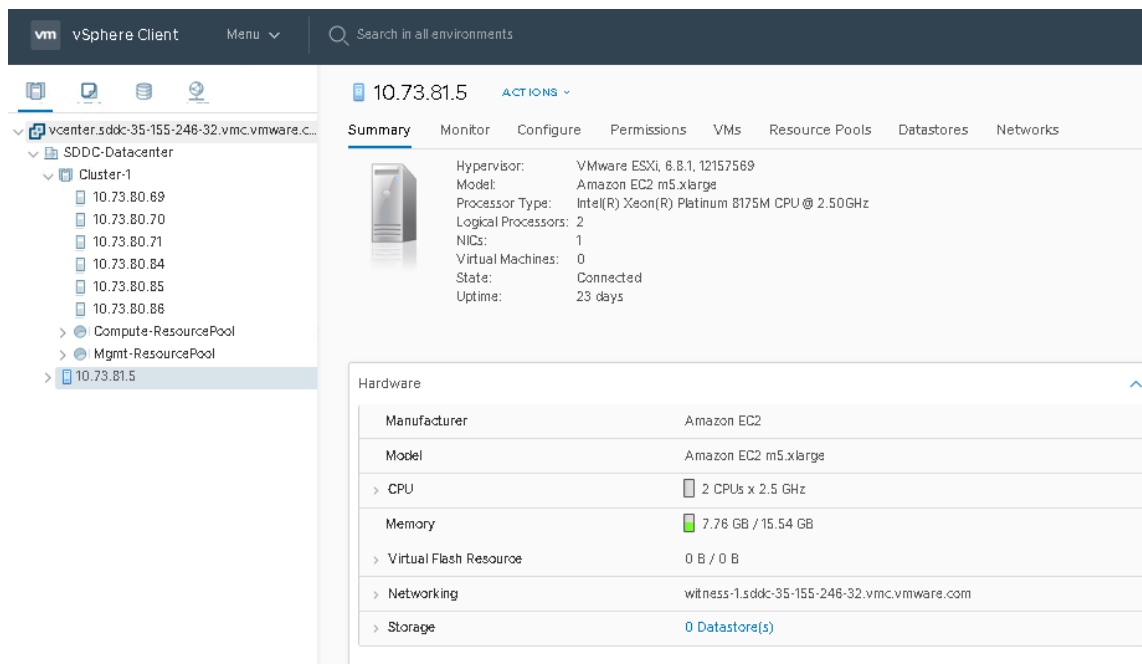 vm vSphere Client Menu Search in all environments
10.73.81.5 ACTIONS
vcenter.sddc-35-155-246-32.vmc.vmware.c...
SDDC-Datacenter
Cluster-1
10.73.80.69
10.73.80.70
10.73.80.71
10.73.80.84
10.73.80.85
10.73.80.86
Compute-ResourcePool
Mgmt-ResourcePool
10.73.81.5
Summary Monitor Configure Permissions VMs Resource Pools Datastores Networks
Hypervisor: VMware ESXi, 6.8.1, 12157569
Model: Amazon EC2 m5.xlarge
Processor Type: Intel(R) Xeon(R) Platinum 8175M CPU @ 2.50GHz
Logical Processors: 2
NICs: 1
Virtual Machines: 0
State: Connected
Uptime: 23 days
Hardware
Manufacturer Amazon EC2
Model Amazon EC2 m5.xlarge
CPU 2 CPUs x 2.5 GHz
Memory 7.76 GB / 15.54 GB
Virtual Flash Resource 0 B / 0 B
Networking witness-1.sddc-35-155-246-32.vmc.vmware.com
Storage 0 Datastore(s)